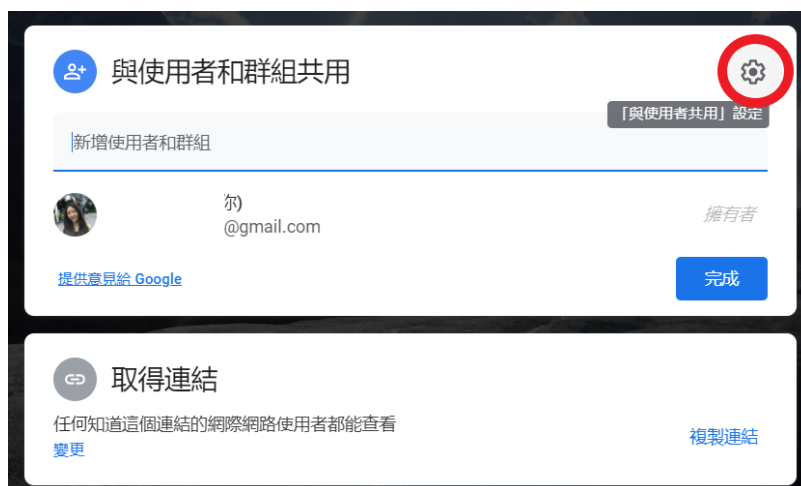 與使用者和群組共用
「與使用者共用」設定
新增使用者和群組
你)
@gmail.com
擁有者
提供意見給 Google
完成
取得連結
任何知道這個連結的網際網路使用者都能查看
變更
複製連結